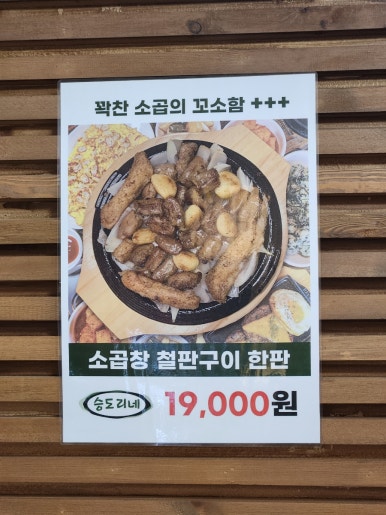 꽉찬 소곱의 꼬소함 +++
소곱창 철판구이 한판
승도리네 19,000원